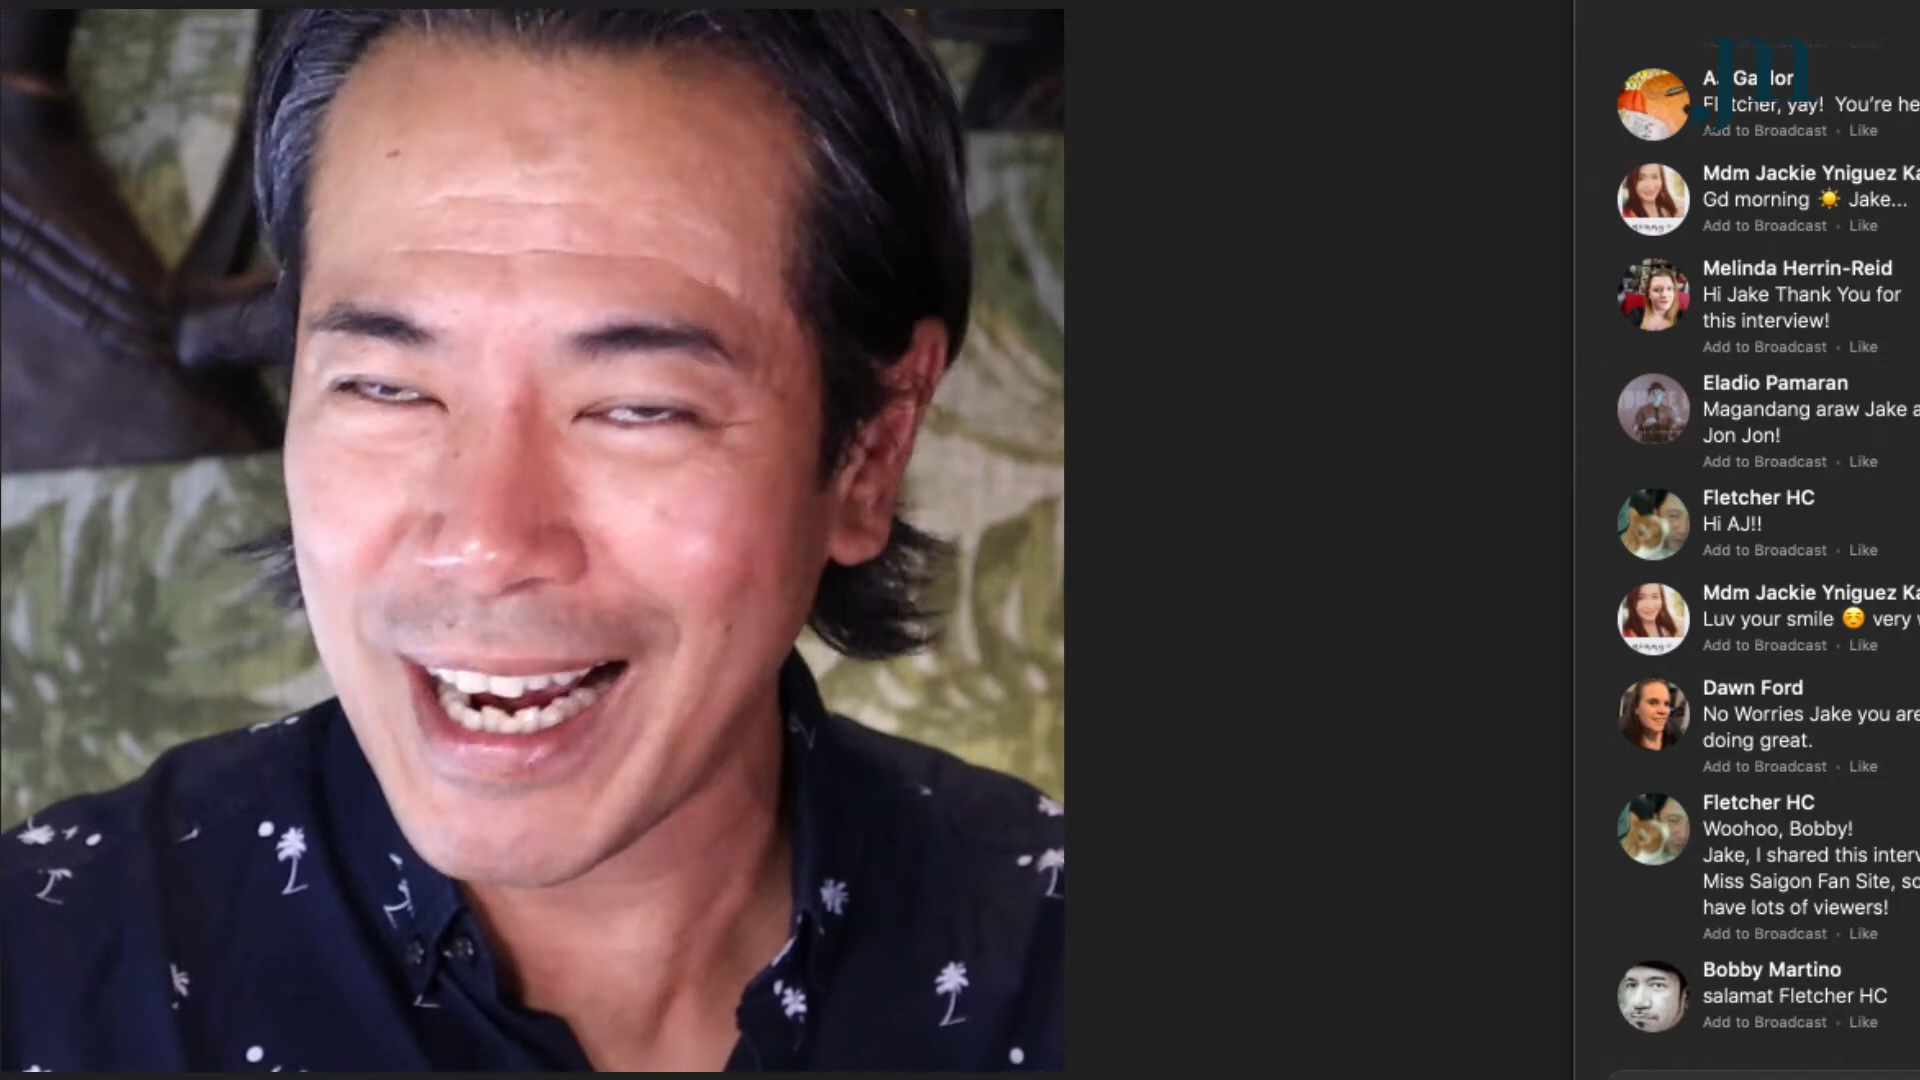 jm
Fletcher, yay! You're he
Add to Broadcast • Like
Mdm Jackie Yniguez Ka
Gd morning ☀️ Jake...
Add to Broadcast • Like
Melinda Herrin-Reid
Hi Jake Thank You for
this interview!
Add to Broadcast • Like
Eladio Pamaran
Magandang araw Jake a
Jon Jon!
Add to Broadcast • Like
Fletcher HC
Hi AJ!!
Add to Broadcast • Like
Mdm Jackie Yniguez Ka
Luv your smile ☺️ very w
Add to Broadcast • Like
Dawn Ford
No Worries Jake you are
doing great.
Add to Broadcast • Like
Fletcher HC
Woohoo, Bobby!
Jake, I shared this interv
Miss Saigon Fan Site, so
have lots of viewers!
Add to Broadcast • Like
Bobby Martino
salamat Fletcher HC
Add to Broadcast • Like